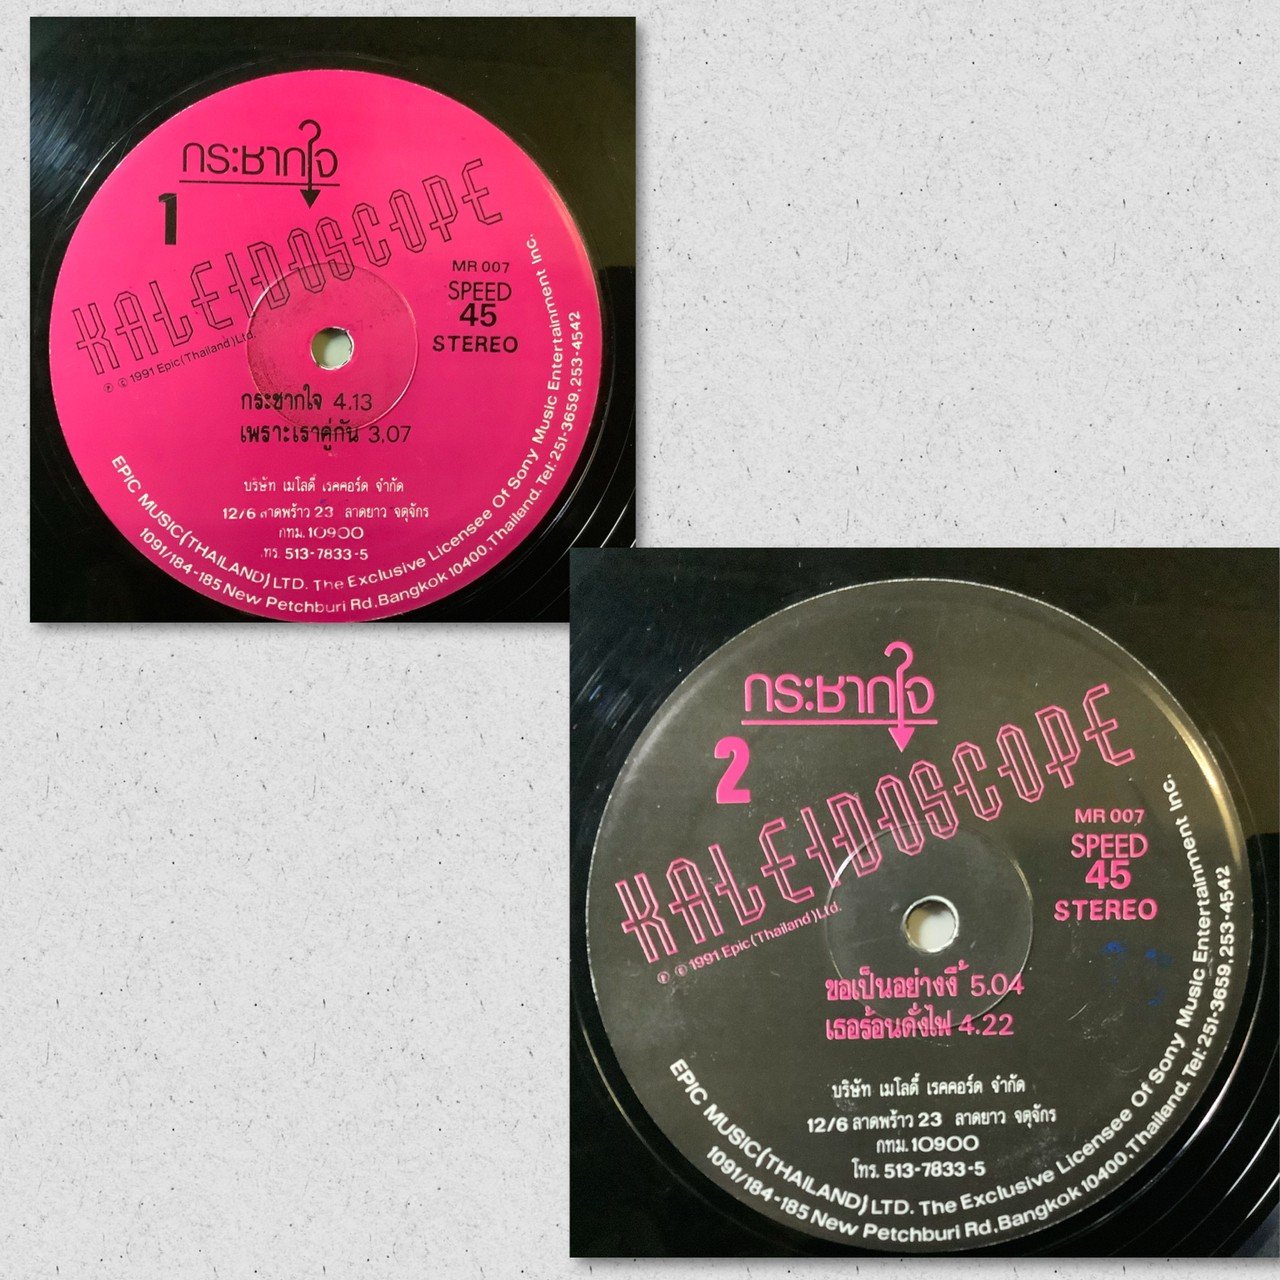 กระชากใจ
1
KALEIDOSCOPE
MR 007
SPEED
45
STEREO
℗ © 1991 Epic (Thailand) Ltd.
กระชากใจ 4.13
เพราะเราคู่กัน 3.07
บริษัท เมโลดี้ เรคคอร์ด จำกัด
12/6 ลาดพร้าว 23 ลาดยาว จตุจักร
กทม. 10900
โทร. 513-7833-5
EPIC MUSIC (THAILAND) LTD. The Exclusive Licensee Of Sony Music Entertainment Inc.
1091/184-185 New Petchburi Rd, Bangkok 10400, Thailand. Tel: 251-3659, 253-4542
กระชากใจ
2
KALEIDOSCOPE
MR 007
SPEED
45
STEREO
℗ © 1991 Epic (Thailand) Ltd.
ขอเป็นอย่างงี้ 5.04
เธอร้อนดั่งไฟ 4.22
บริษัท เมโลดี้ เรคคอร์ด จำกัด
12/6 ลาดพร้าว 23 ลาดยาว จตุจักร
กทม. 10900
โทร. 513-7833-5
EPIC MUSIC (THAILAND) LTD. The Exclusive Licensee Of Sony Music Entertainment Inc.
1091/184-185 New Petchburi Rd, Bangkok 10400, Thailand. Tel: 251-3659, 253-4542